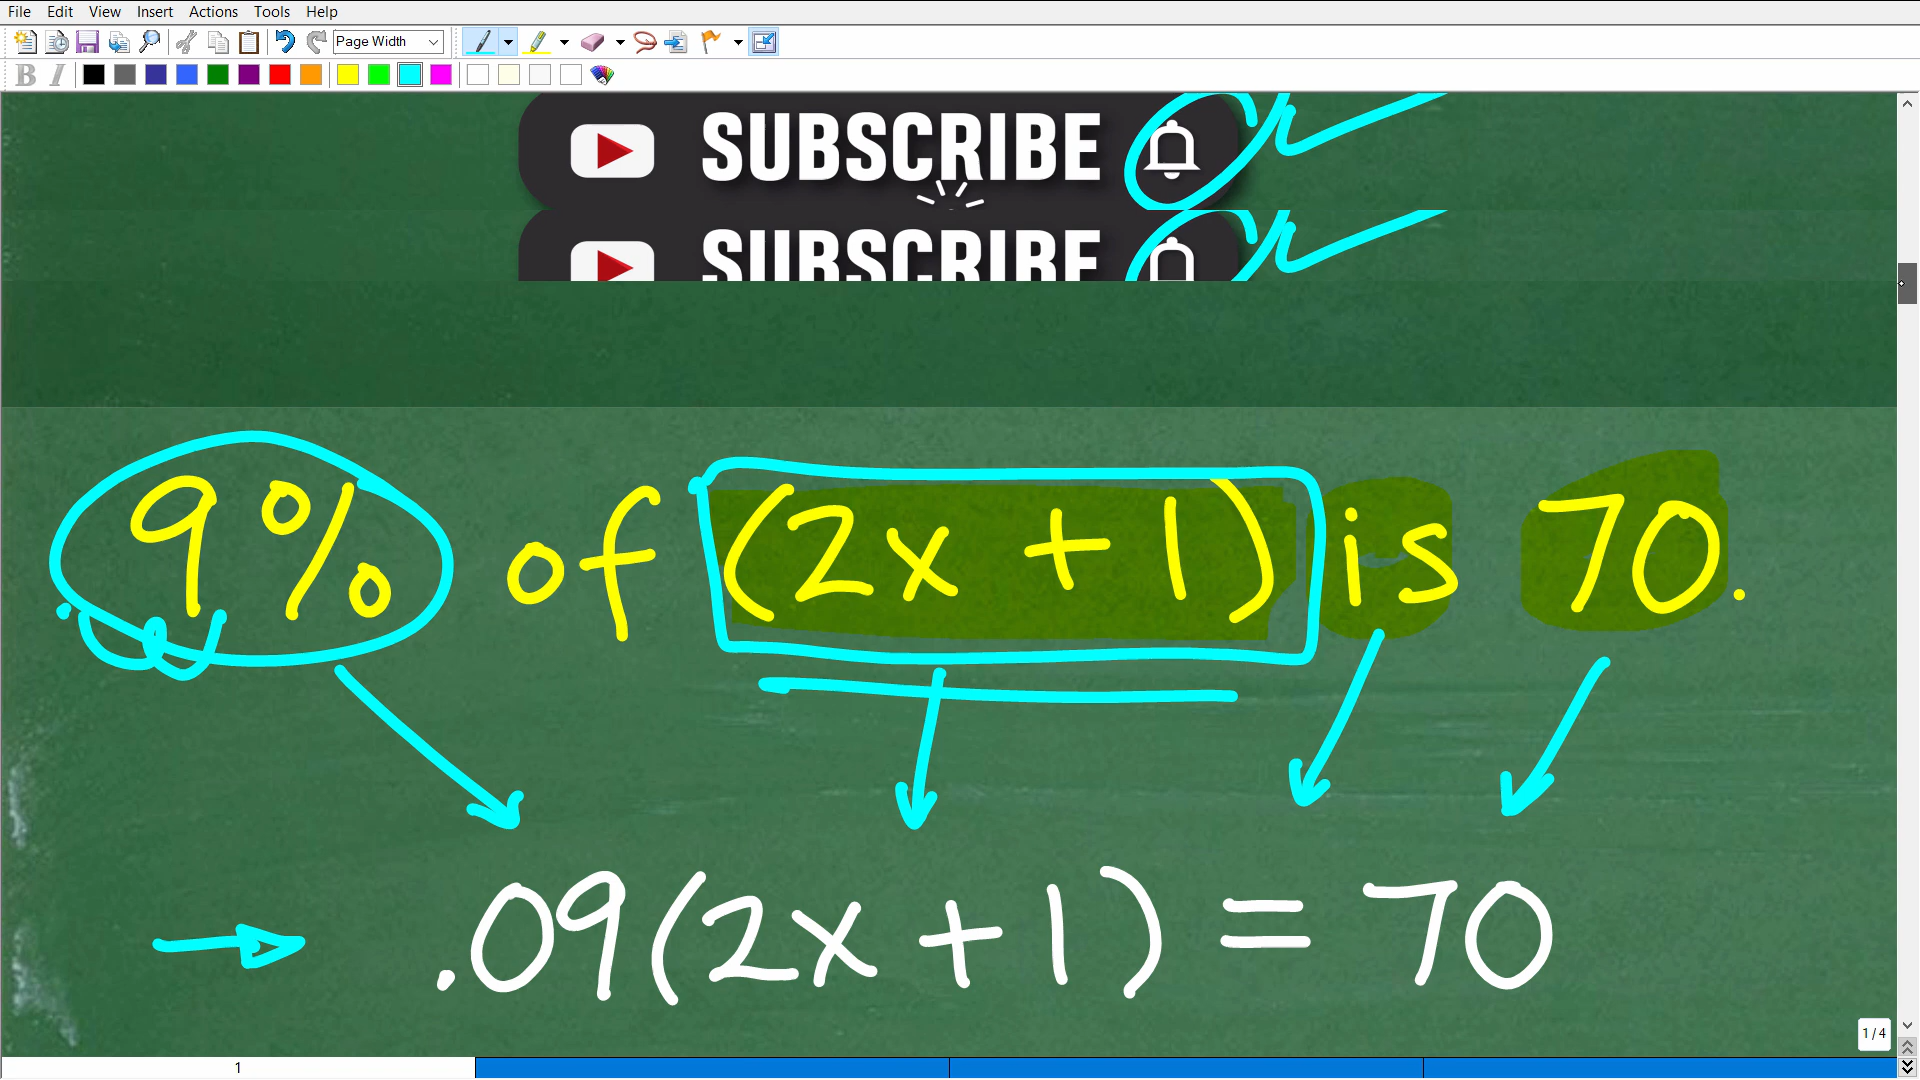 File Edit View Insert Actions Tools Help
Page Width
B I
SUBSCRIBE
SUBSCRIBE
9% of (2x + 1) is 70.
.09(2x + 1) = 70
1 / 4
1